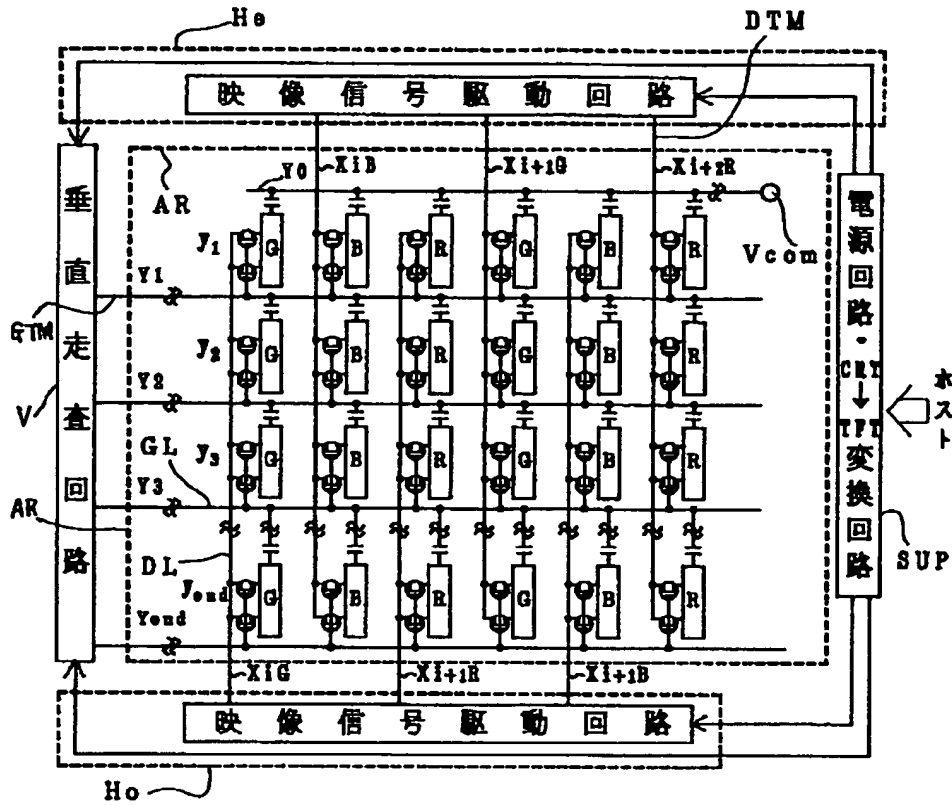 He
DTM
映像信号駆動回路
AR
Y0
XiB
Xi+1G
Xi+2R
Vcom
垂直走査回路
電源回路・CRT→TFT変換回路
ホスト
SUP
y1
G
B
R
G
B
R
Y1
GTM
y2
G
B
R
G
B
R
Y2
V
y3
G
B
R
G
B
R
GL
Y3
AR
DL
yend
G
B
R
G
B
R
Yend
XiG
Xi+1R
Xi+1B
映像信号駆動回路
Ho